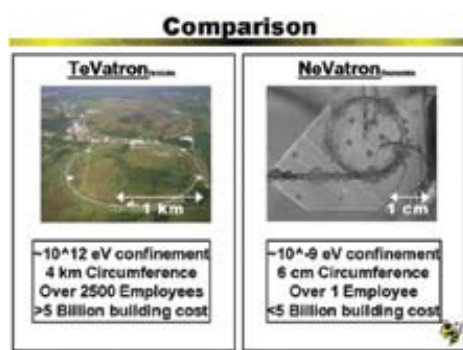 Comparison
TeVatron
1 km
~10^12 eV confinement
4 km Circumference
Over 2500 Employees
>5 Billion building cost
NeVatron
1 cm
~10^-9 eV confinement
6 cm Circumference
Over 1 Employee
<5 Billion building cost